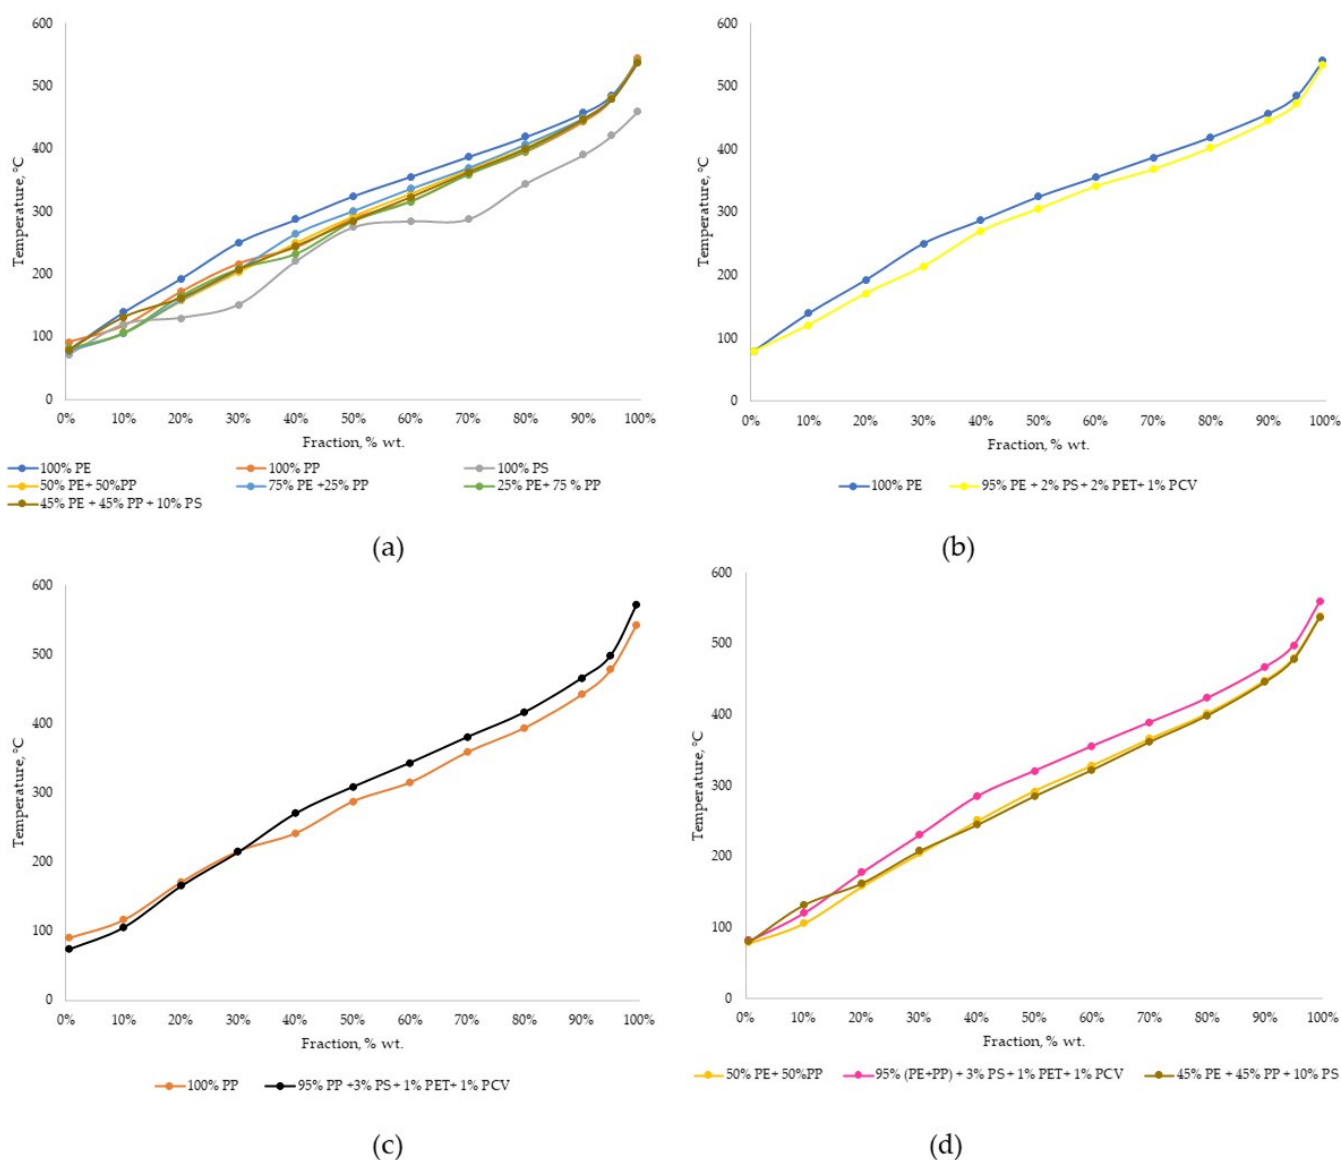 600
500
400
300
200
100
0
Temperature, °C
0% 10% 20% 30% 40% 50% 60% 70% 80% 90% 100%
Fraction, % wt.
100% PE 100% PP 100% PS
50% PE+ 50%PP 75% PE +25% PP 25% PE+ 75 % PP
45% PE + 45% PP + 10% PS
(a)
600
500
400
300
200
100
0
Temperature, °C
0% 10% 20% 30% 40% 50% 60% 70% 80% 90% 100%
Fraction, % wt.
100% PE 95% PE + 2% PS + 2% PET+ 1% PCV
(b)
600
500
400
300
200
100
0
Temperature, °C
0% 10% 20% 30% 40% 50% 60% 70% 80% 90% 100%
Fraction, % wt.
100% PP 95% PP +3% PS + 1% PET+ 1% PCV
(c)
600
500
400
300
200
100
0
Temperature, °C
0% 10% 20% 30% 40% 50% 60% 70% 80% 90% 100%
Fraction, % wt.
50% PE+ 50%PP 95% (PE+PP) + 3% PS + 1% PET+ 1% PCV 45% PE + 45% PP + 10% PS
(d)